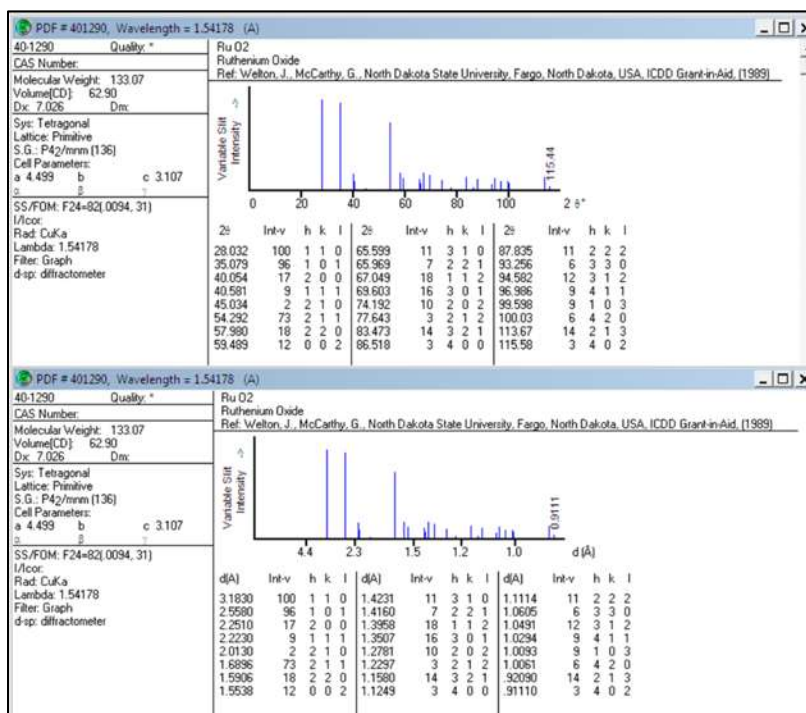 PDF # 401290, Wavelength = 1.54178 (A)
40-1290 Quality: *
CAS Number:
Molecular Weight: 133.07
Volume[CD]: 62.90
Dx: 7.026 Dm:
Sys: Tetragonal
Lattice: Primitive
S.G.: P42/mnm (136)
Cell Parameters:
a 4.499 b c 3.107
α β γ
SS/FOM: F24=82(.0094, 31)
I/Icor:
Rad: CuKa
Lambda: 1.54178
Filter: Graph
d-sp: diffractometer
Ru O2
Ruthenium Oxide
Ref: Welton, J., McCarthy, G., North Dakota State University, Fargo, North Dakota, USA, ICDD Grant-in-Aid, (1989)
Variable Slit
Intensity ->
115.44
0 20 40 60 80 100 2 θ°
2θ Int-v h k l 2θ Int-v h k l 2θ Int-v h k l
28.032 100 1 1 0 65.599 11 3 1 0 87.835 11 2 2 2
35.079 96 1 0 1 65.969 7 2 2 1 93.256 6 3 3 0
40.054 17 2 0 0 67.049 18 1 1 2 94.582 12 3 1 2
40.581 9 1 1 1 69.603 16 3 0 1 96.986 9 4 1 1
45.034 2 2 1 0 74.192 10 2 0 2 99.598 9 1 0 3
54.292 73 2 1 1 77.643 3 2 1 2 100.03 6 4 2 0
57.980 18 2 2 0 83.473 14 3 2 1 113.67 14 2 1 3
59.489 12 0 0 2 86.518 3 4 0 0 115.58 3 4 0 2
PDF # 401290, Wavelength = 1.54178 (A)
40-1290 Quality: *
CAS Number:
Molecular Weight: 133.07
Volume[CD]: 62.90
Dx: 7.026 Dm:
Sys: Tetragonal
Lattice: Primitive
S.G.: P42/mnm (136)
Cell Parameters:
a 4.499 b c 3.107
α β γ
SS/FOM: F24=82(.0094, 31)
I/Icor:
Rad: CuKa
Lambda: 1.54178
Filter: Graph
d-sp: diffractometer
Ru O2
Ruthenium Oxide
Ref: Welton, J., McCarthy, G., North Dakota State University, Fargo, North Dakota, USA, ICDD Grant-in-Aid, (1989)
Variable Slit
Intensity ->
0.9111
4.4 2.3 1.5 1.2 1.0 d (Å)
d(A) Int-v h k l d(A) Int-v h k l d(A) Int-v h k l
3.1830 100 1 1 0 1.4231 11 3 1 0 1.1114 11 2 2 2
2.5580 96 1 0 1 1.4160 7 2 2 1 1.0605 6 3 3 0
2.2510 17 2 0 0 1.3958 18 1 1 2 1.0491 12 3 1 2
2.2230 9 1 1 1 1.3507 16 3 0 1 1.0294 9 4 1 1
2.0130 2 2 1 0 1.2781 10 2 0 2 1.0093 9 1 0 3
1.6896 73 2 1 1 1.2297 3 2 1 2 1.0061 6 4 2 0
1.5906 18 2 2 0 1.1580 14 3 2 1 .92090 14 2 1 3
1.5538 12 0 0 2 1.1249 3 4 0 0 .91110 3 4 0 2